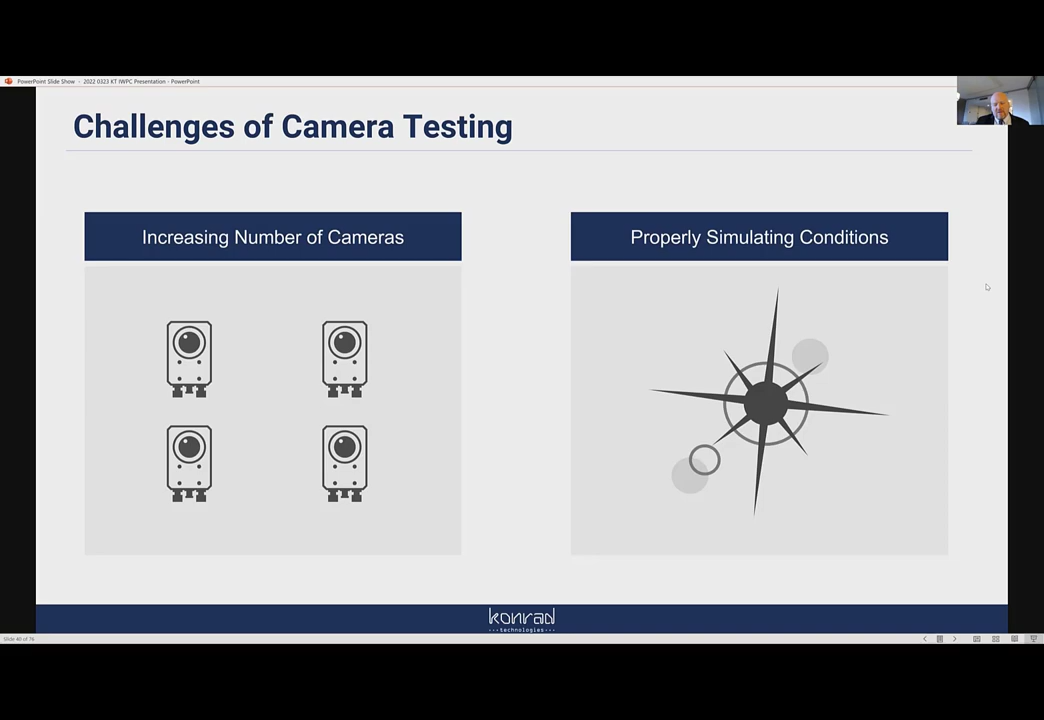 PowerPoint Slide Show - 2022 0323 KT IWPC Presentation - PowerPoint
Challenges of Camera Testing
Increasing Number of Cameras
Properly Simulating Conditions
konrad
technologies
Slide 40 of 76